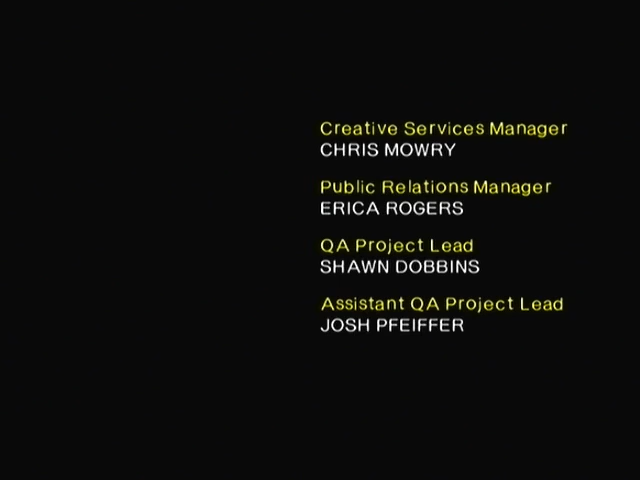 Creative Services Manager
CHRIS MOWRY
Public Relations Manager
ERICA ROGERS
QA Project Lead
SHAWN DOBBINS
Assistant QA Project Lead
JOSH PFEIFFER